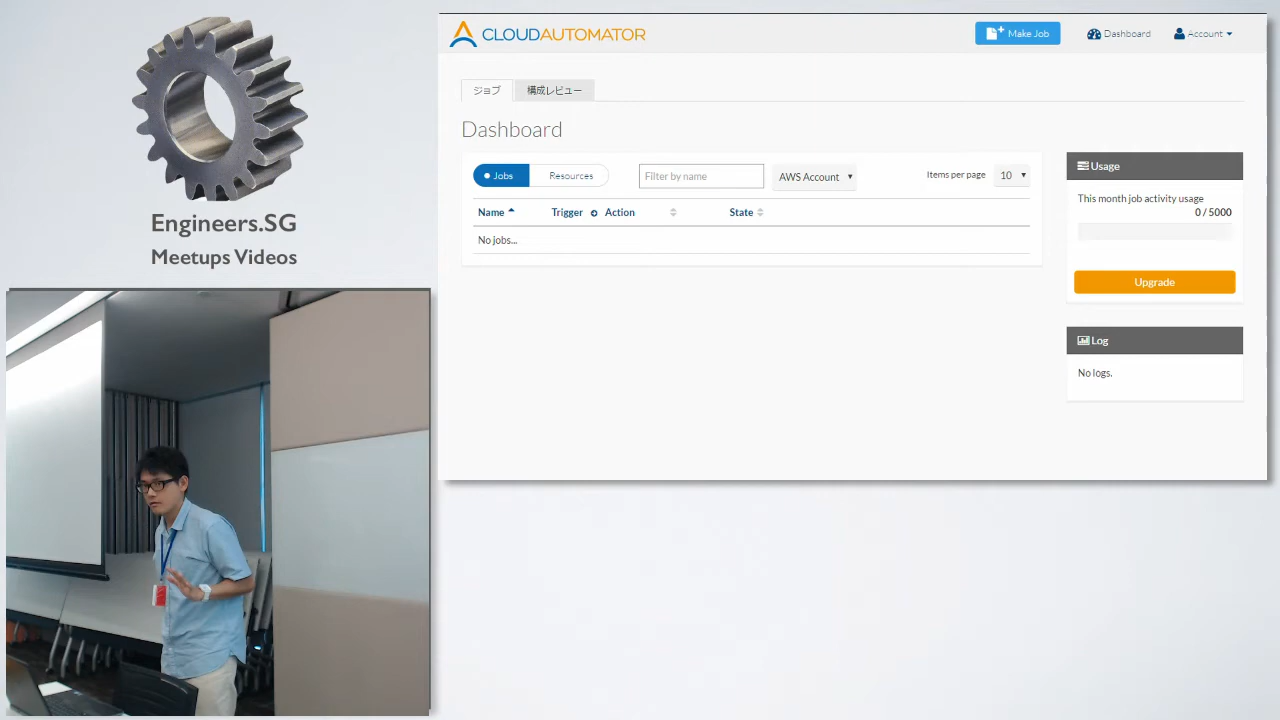 Engineers.SG
Meetups Videos
CLOUDAUTOMATOR
Make Job
Dashboard
Account
ジョブ
構成レビュー
Dashboard
Jobs
Resources
Filter by name
AWS Account
Items per page
10
Name
Trigger
Action
State
No jobs...
Usage
This month job activity usage
0 / 5000
Upgrade
Log
No logs.